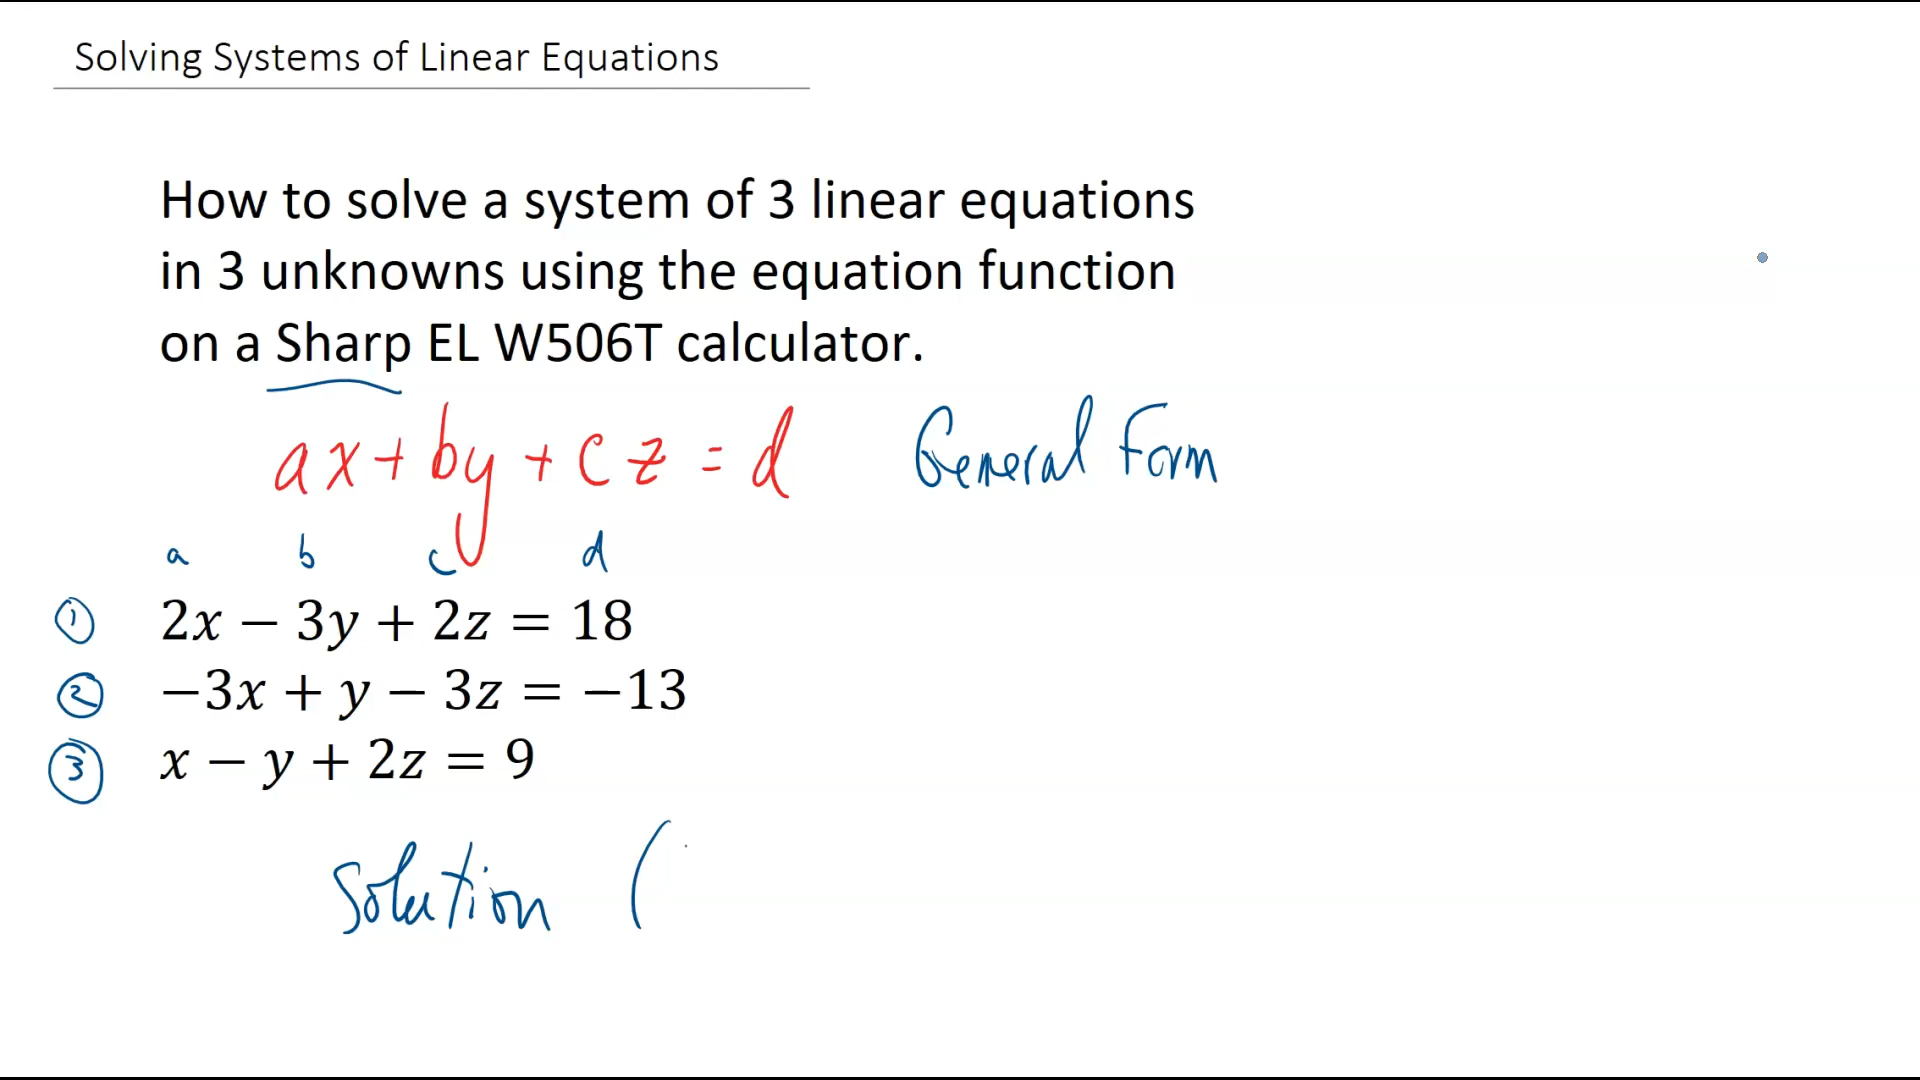 Solving Systems of Linear Equations
How to solve a system of 3 linear equations
in 3 unknowns using the equation function
on a Sharp EL W506T calculator.
ax+by+cz=d General Form
a b c d
① 2x − 3y + 2z = 18
② −3x + y − 3z = −13
③ x − y + 2z = 9
Solution (